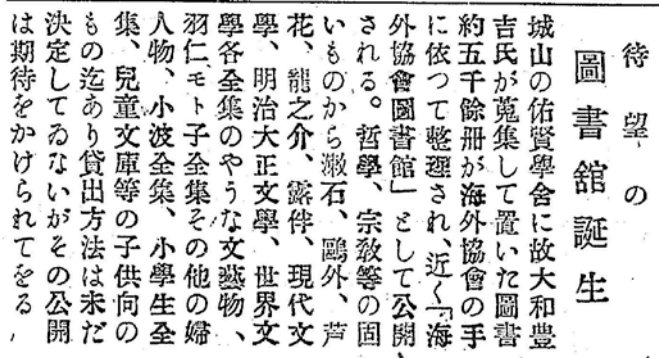 待望の
圖書館誕生
城山の佑賢學舍に故大和豊
吉氏が蒐集して置いた圖書
約五千餘册が海外協會の手
に依つて整理され、近く「海
外協會圖書館」として公開
される。哲學、宗教等の固
いものから漱石、鷗外、芦
花、龍之介、露伴、現代文
學、明治大正文學、世界文
學各全集のやうな文藝物、
羽仁モト子全集その他の婦
人物、小波全集、小學生全
集、兒童文庫等の子供向の
もの迄あり貸出方法は未だ
決定してゐないがその公開
は期待をかけられてをる